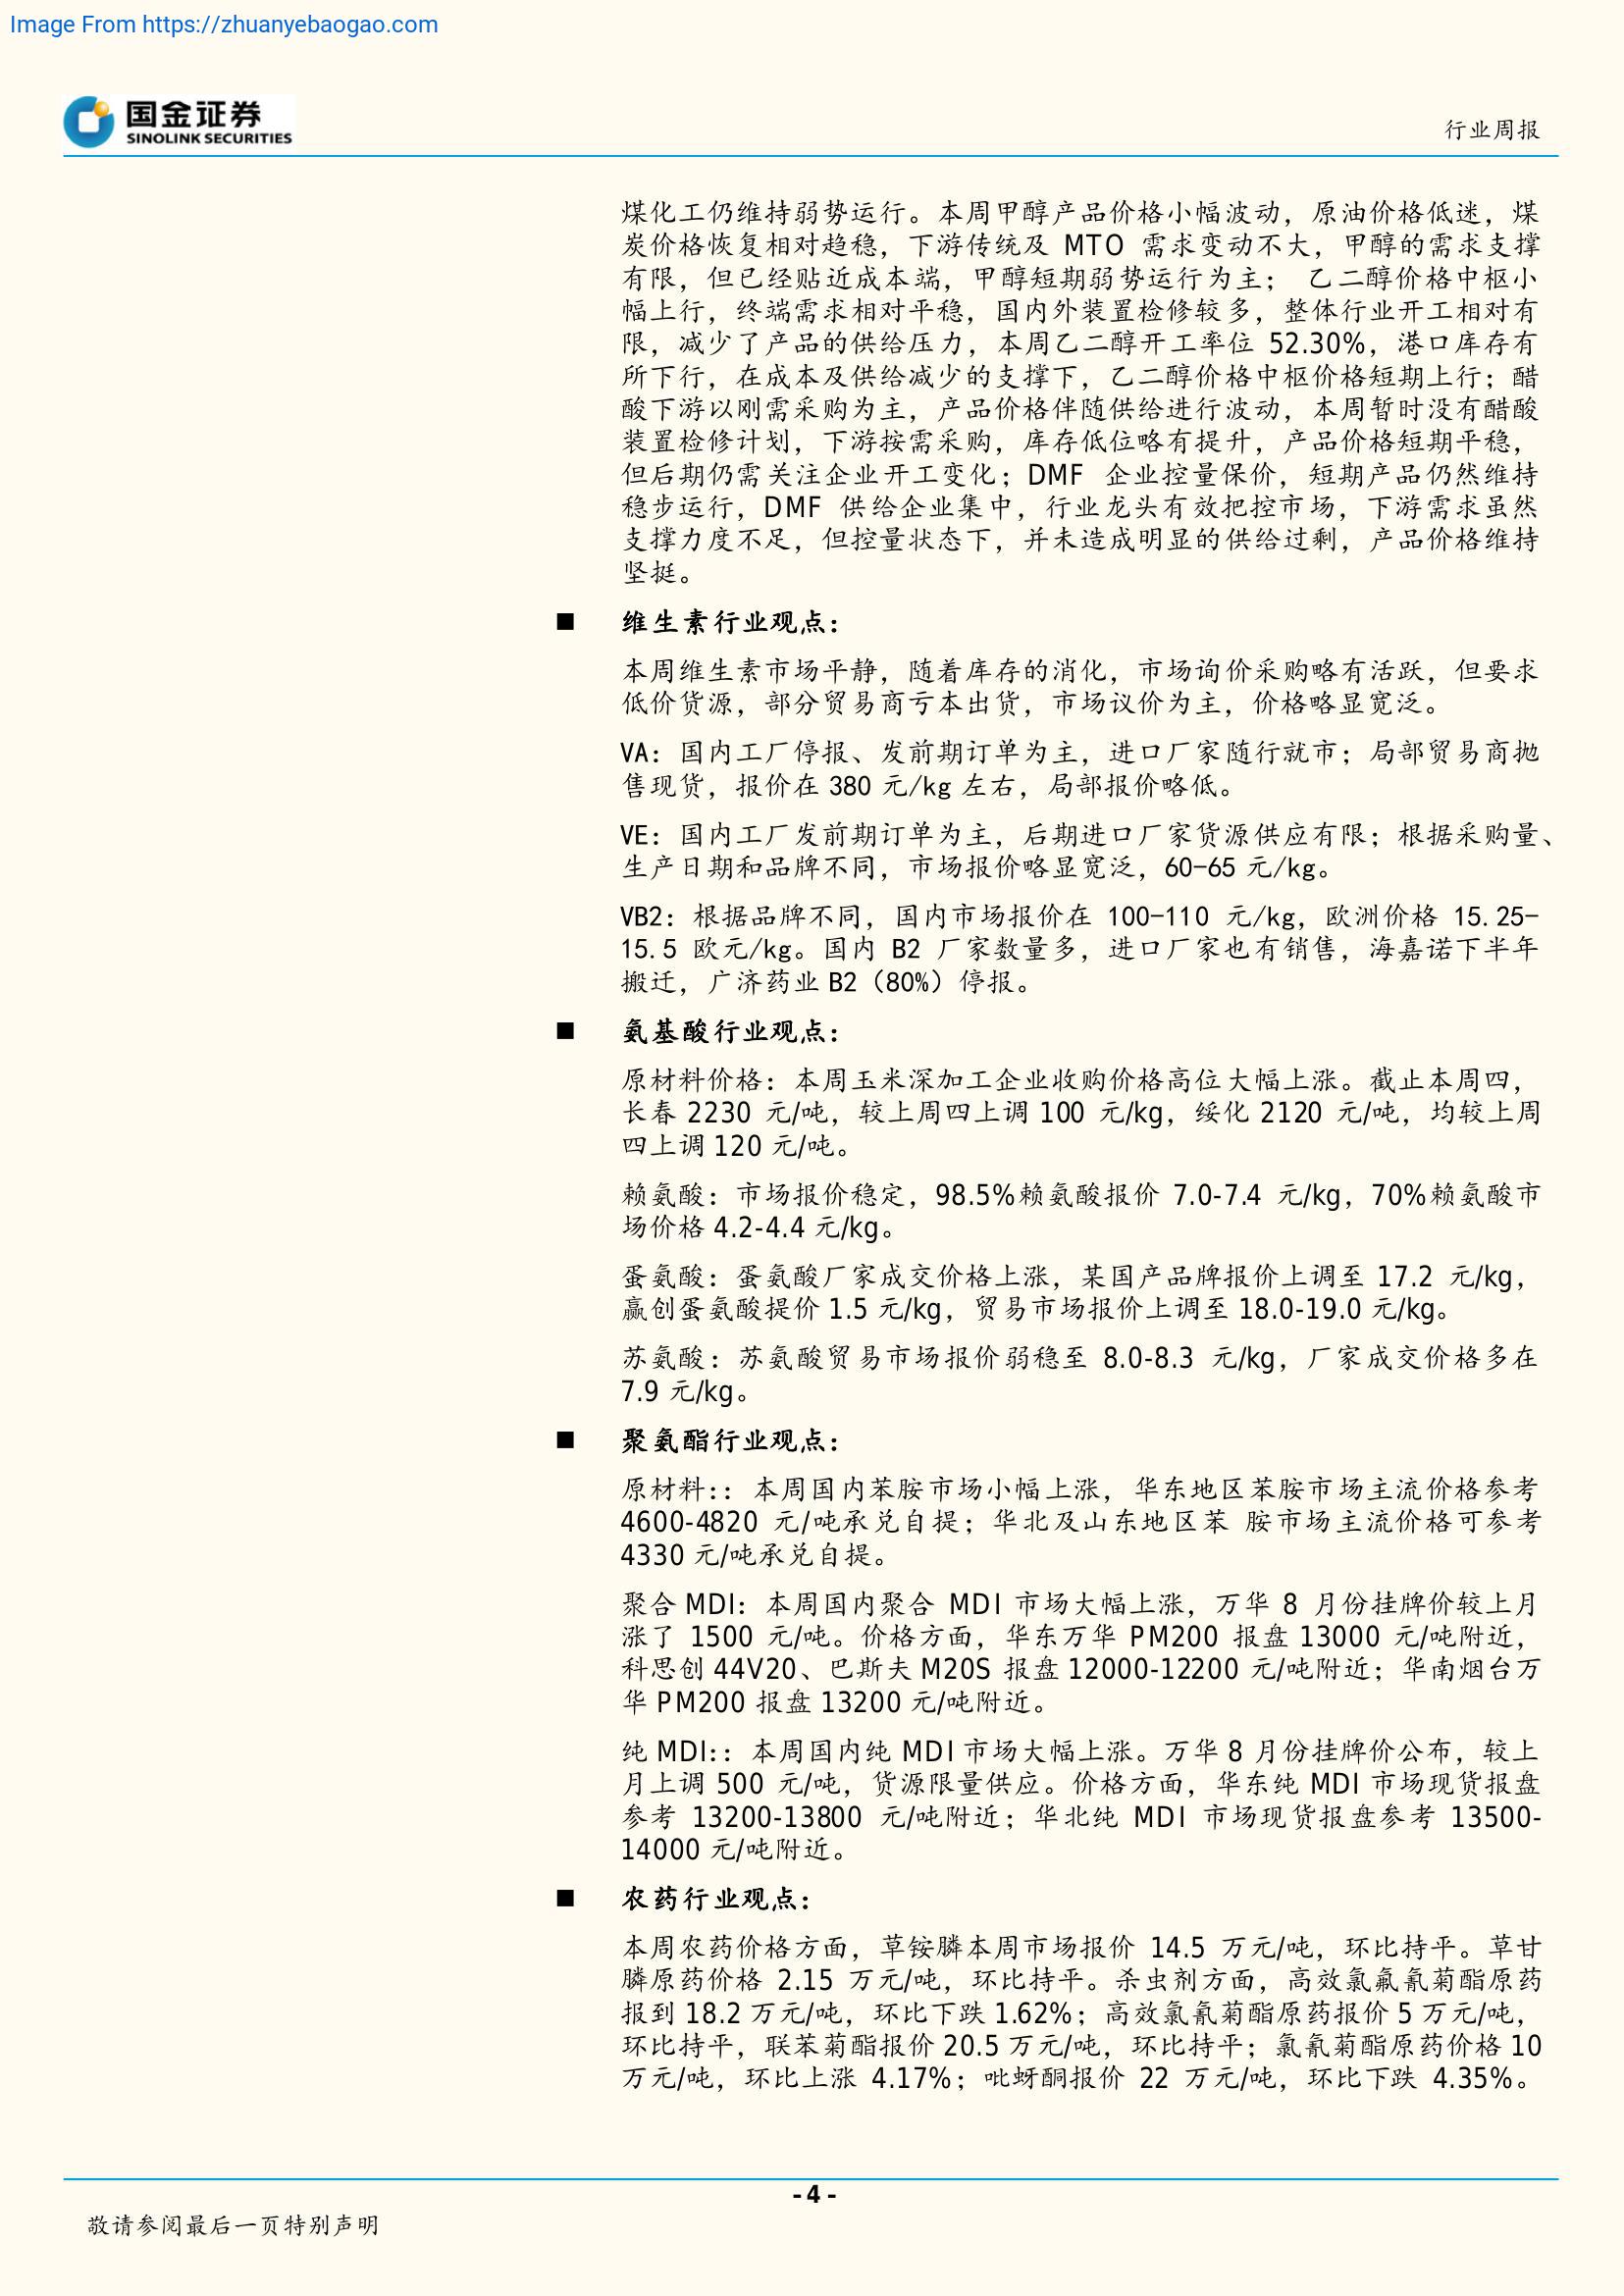 Image From https://zhuanyebaogao.com
国金证券
SINOLINK SECURITIES
行业周报
煤化工仍维持弱势运行。本周甲醇产品价格小幅波动，原油价格低迷，煤
炭价格恢复相对趋稳，下游传统及 MTO 需求变动不大，甲醇的需求支撑
有限，但已经贴近成本端，甲醇短期弱势运行为主； 乙二醇价格中枢小
幅上行，终端需求相对平稳，国内外装置检修较多，整体行业开工相对有
限，减少了产品的供给压力，本周乙二醇开工率位 52.30%，港口库存有
所下行，在成本及供给减少的支撑下，乙二醇价格中枢价格短期上行；醋
酸下游以刚需采购为主，产品价格伴随供给进行波动，本周暂时没有醋酸
装置检修计划，下游按需采购，库存低位略有提升，产品价格短期平稳，
但后期仍需关注企业开工变化；DMF 企业控量保价，短期产品仍然维持
稳步运行，DMF 供给企业集中，行业龙头有效把控市场，下游需求虽然
支撑力度不足，但控量状态下，并未造成明显的供给过剩，产品价格维持
坚挺。
■ 维生素行业观点：
本周维生素市场平静，随着库存的消化，市场询价采购略有活跃，但要求
低价货源，部分贸易商亏本出货，市场议价为主，价格略显宽泛。
VA：国内工厂停报、发前期订单为主，进口厂家随行就市；局部贸易商抛
售现货，报价在 380 元/kg 左右，局部报价略低。
VE：国内工厂发前期订单为主，后期进口厂家货源供应有限；根据采购量、
生产日期和品牌不同，市场报价略显宽泛，60-65 元/kg。
VB2：根据品牌不同，国内市场报价在 100-110 元/kg，欧洲价格 15.25-
15.5 欧元/kg。国内 B2 厂家数量多，进口厂家也有销售，海嘉诺下半年
搬迁，广济药业 B2（80%）停报。
■ 氨基酸行业观点：
原材料价格：本周玉米深加工企业收购价格高位大幅上涨。截止本周四，
长春 2230 元/吨，较上周四上调 100 元/kg，绥化 2120 元/吨，均较上周
四上调 120 元/吨。
赖氨酸：市场报价稳定，98.5%赖氨酸报价 7.0-7.4 元/kg，70%赖氨酸市
场价格 4.2-4.4 元/kg。
蛋氨酸：蛋氨酸厂家成交价格上涨，某国产品牌报价上调至 17.2 元/kg，
赢创蛋氨酸提价 1.5 元/kg，贸易市场报价上调至 18.0-19.0 元/kg。
苏氨酸：苏氨酸贸易市场报价弱稳至 8.0-8.3 元/kg，厂家成交价格多在
7.9 元/kg。
■ 聚氨酯行业观点：
原材料：：本周国内苯胺市场小幅上涨，华东地区苯胺市场主流价格参考
4600-4820 元/吨承兑自提；华北及山东地区苯 胺市场主流价格可参考
4330 元/吨承兑自提。
聚合 MDI：本周国内聚合 MDI 市场大幅上涨，万华 8 月份挂牌价较上月
涨了 1500 元/吨。价格方面，华东万华 PM200 报盘 13000 元/吨附近，
科思创 44V20、巴斯夫 M20S 报盘 12000-12200 元/吨附近；华南烟台万
华 PM200 报盘 13200 元/吨附近。
纯 MDI：：本周国内纯 MDI 市场大幅上涨。万华 8 月份挂牌价公布，较上
月上调 500 元/吨，货源限量供应。价格方面，华东纯 MDI 市场现货报盘
参考 13200-13800 元/吨附近；华北纯 MDI 市场现货报盘参考 13500-
14000 元/吨附近。
■ 农药行业观点：
本周农药价格方面，草铵膦本周市场报价 14.5 万元/吨，环比持平。草甘
膦原药价格 2.15 万元/吨，环比持平。杀虫剂方面，高效氯氟氰菊酯原药
报到 18.2 万元/吨，环比下跌 1.62%；高效氯氰菊酯原药报价 5 万元/吨，
环比持平，联苯菊酯报价 20.5 万元/吨，环比持平；氯氰菊酯原药价格 10
万元/吨，环比上涨 4.17%；吡蚜酮报价 22 万元/吨，环比下跌 4.35%。
- 4 -
敬请参阅最后一页特别声明